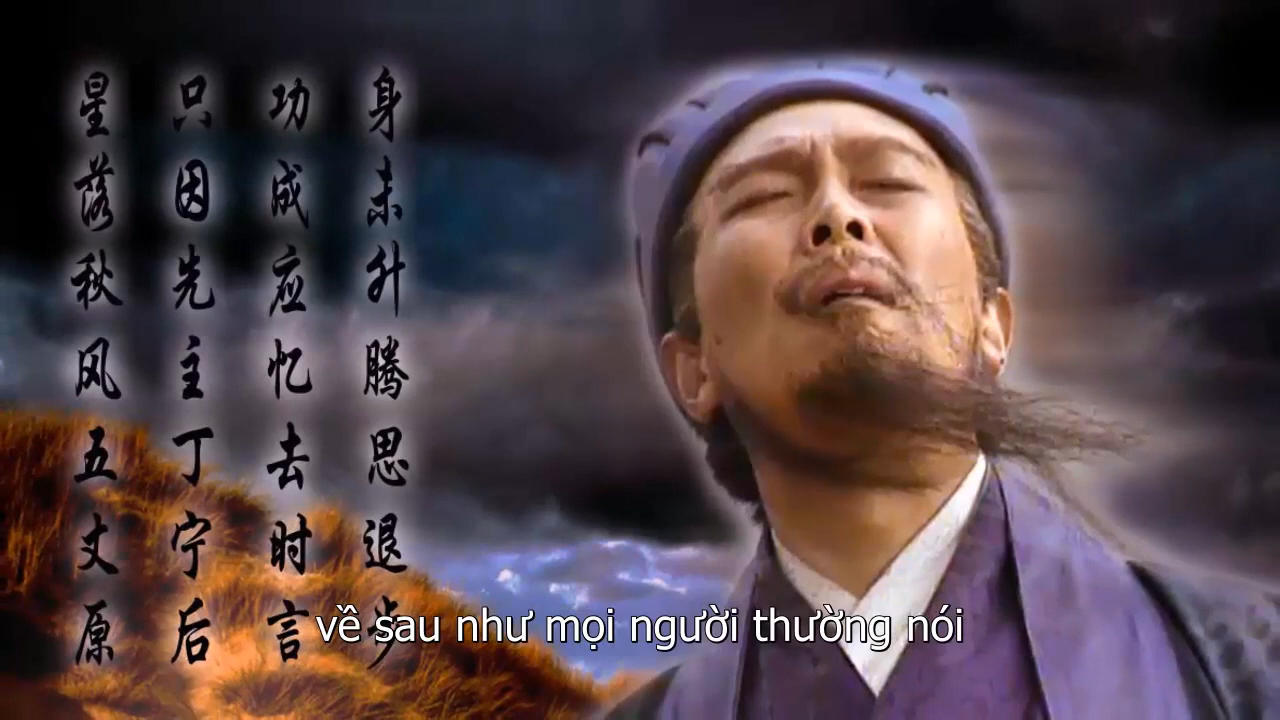 身未升腾思退步
功成应忆去时言
只因先主丁宁后
星落秋风五丈原
về sau như mọi người thường nói